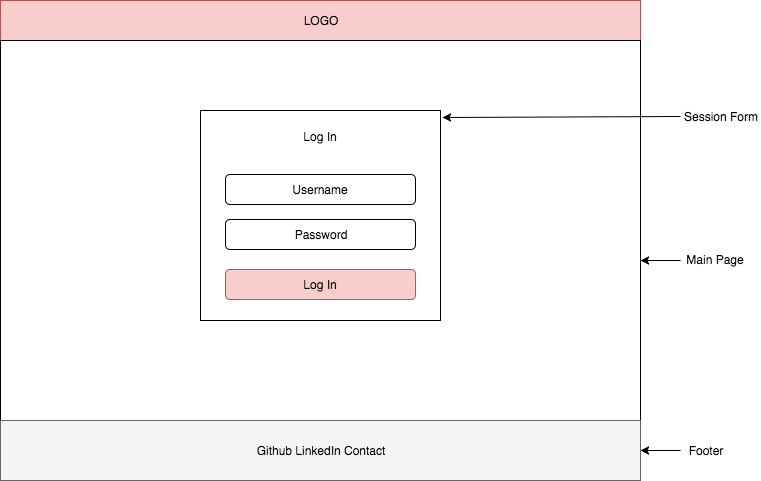 LOGO
Session Form
Log In
Username
Password
Main Page
Log In
Github LinkedIn Contact
Footer